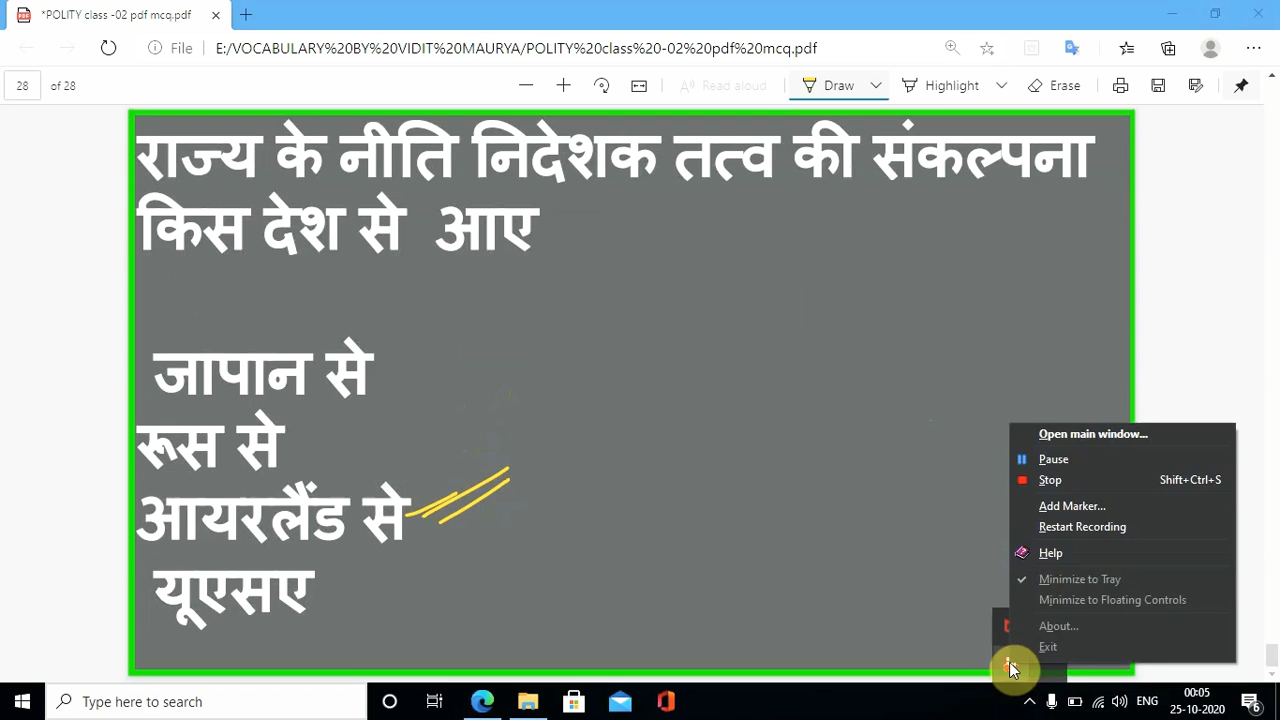 *POLITY class -02 pdf mcq.pdf
File E:/VOCABULARY%20BY%20VIDIT%20MAURYA/POLITY%20class%20-02%20pdf%20mcq.pdf
28 of 28 Read aloud Draw Highlight Erase
राज्य के नीति निदेशक तत्व की संकल्पना
किस देश से आए
जापान से
रूस से
आयरलैंड से
यूएसए
Open main window...
Pause
Stop Shift+Ctrl+S
Add Marker...
Restart Recording
Help
Minimize to Tray
Minimize to Floating Controls
About...
Exit
Type here to search
ENG
00:05
25-10-2020
6